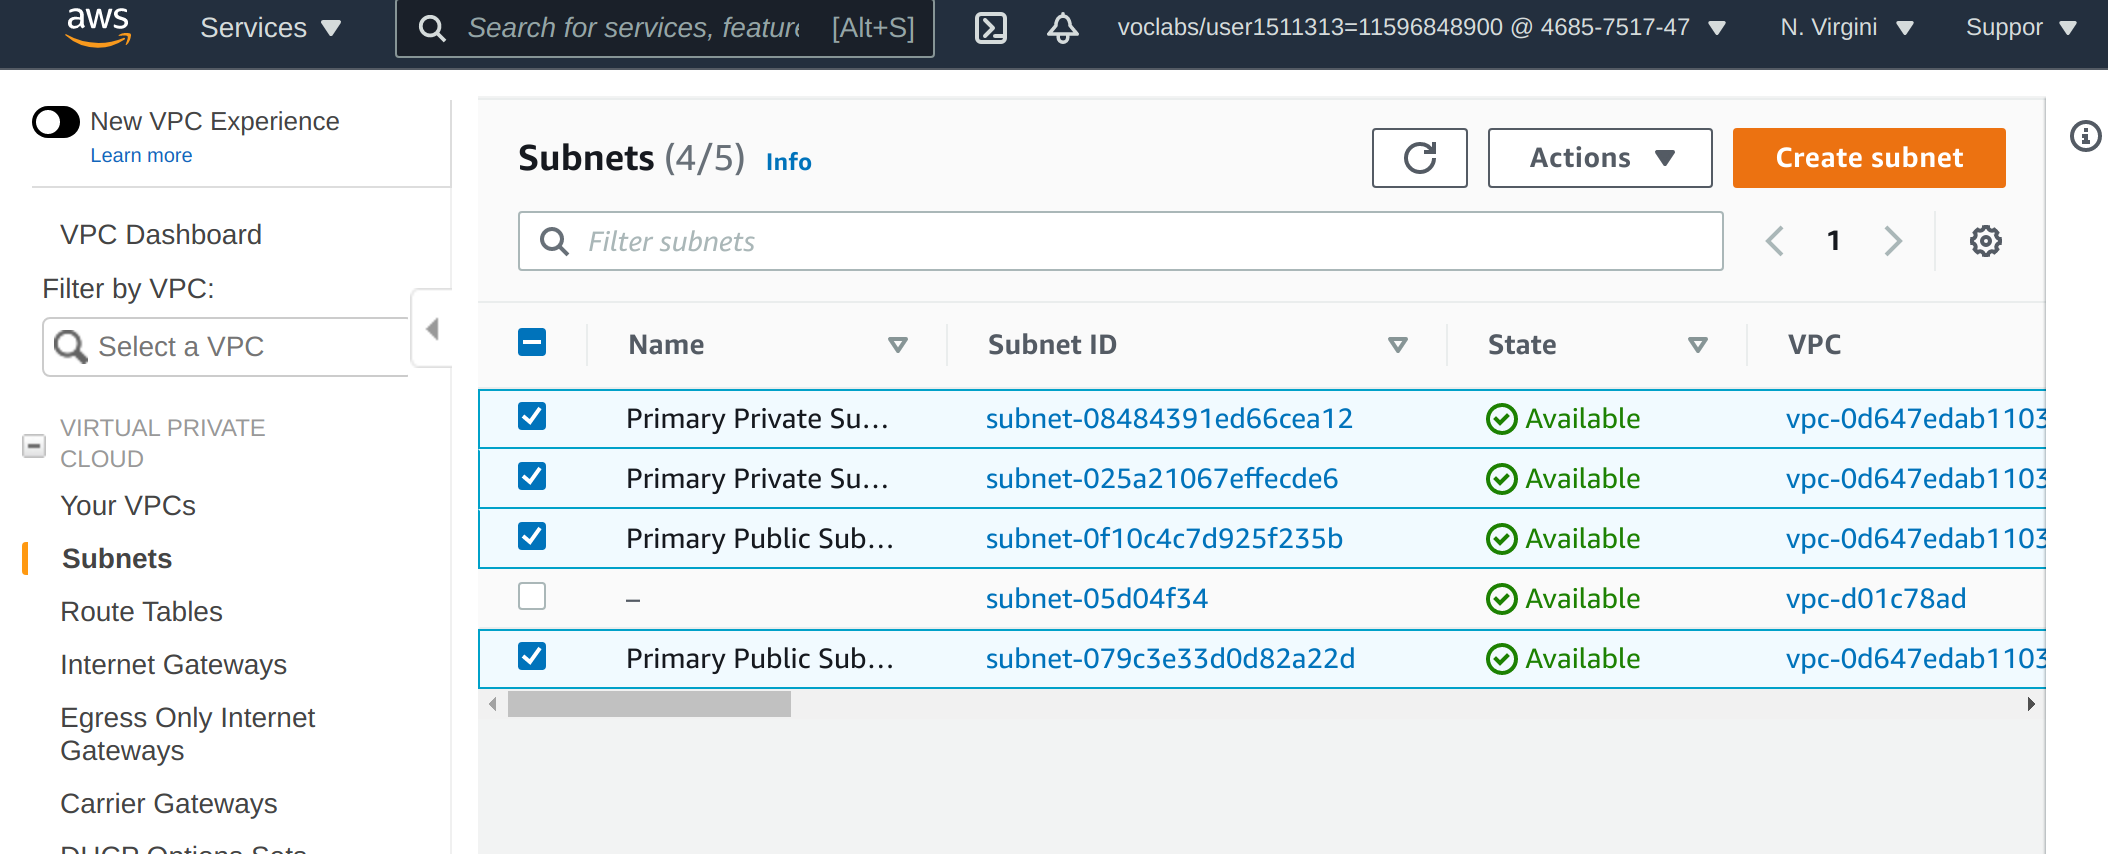 aws
Services
Search for services, feature [Alt+S]
voclabs/user1511313=11596848900 @ 4685-7517-47
N. Virgini
Suppor
New VPC Experience
Learn more
VPC Dashboard
Filter by VPC:
Select a VPC
VIRTUAL PRIVATE
CLOUD
Your VPCs
Subnets
Route Tables
Internet Gateways
Egress Only Internet
Gateways
Carrier Gateways
DHCP Options Sets
Subnets (4/5) Info
Actions
Create subnet
Filter subnets
1
Name Subnet ID State VPC
Primary Private Su... subnet-08484391ed66cea12 Available vpc-0d647edab1103
Primary Private Su... subnet-025a21067effecde6 Available vpc-0d647edab1103
Primary Public Sub... subnet-0f10c4c7d925f235b Available vpc-0d647edab1103
– subnet-05d04f34 Available vpc-d01c78ad
Primary Public Sub... subnet-079c3e33d0d82a22d Available vpc-0d647edab1103